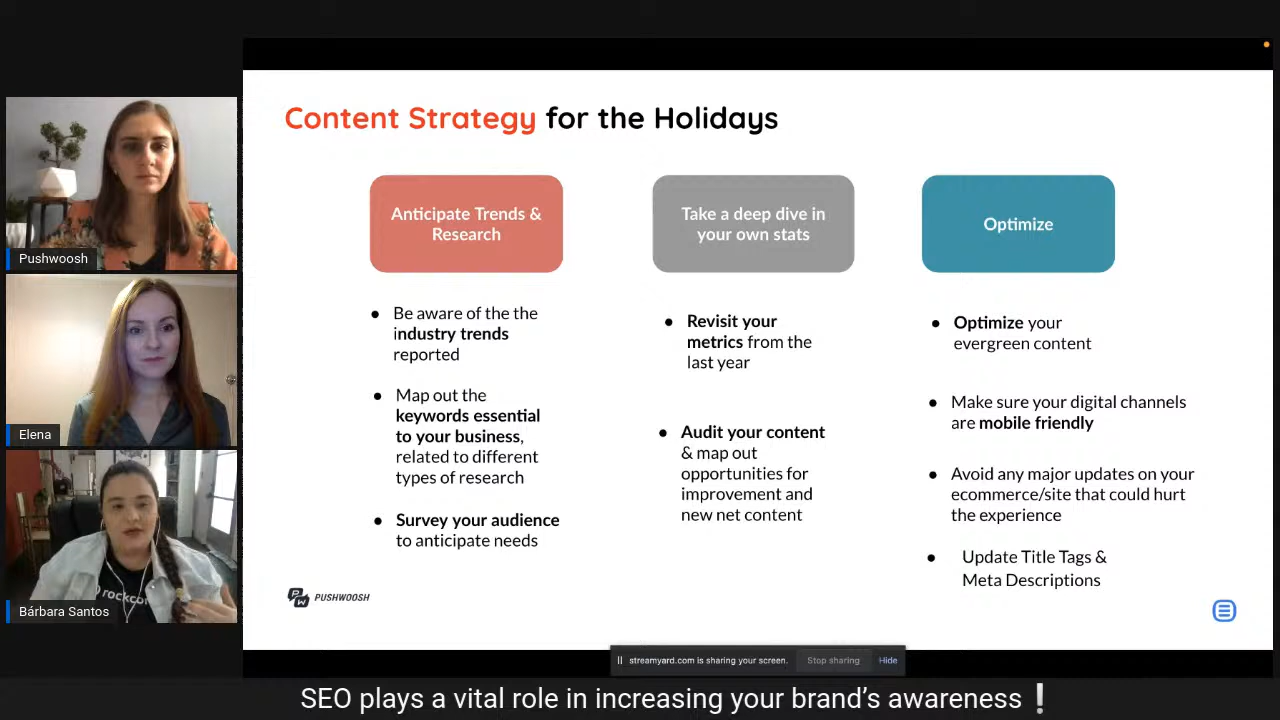 Content Strategy for the Holidays
Anticipate Trends &
Research
Be aware of the the
industry trends
reported
Map out the
keywords essential
to your business,
related to different
types of research
Survey your audience
to anticipate needs
Take a deep dive in
your own stats
Revisit your
metrics from the
last year
Audit your content
& map out
opportunities for
improvement and
new net content
Optimize
Optimize your
evergreen content
Make sure your digital channels
are mobile friendly
Avoid any major updates on your
ecommerce/site that could hurt
the experience
Update Title Tags &
Meta Descriptions
PW PUSHWOOSH
Pushwoosh
Elena
rockcon
Bárbara Santos
streamyard.com is sharing your screen.
Stop sharing
Hide
SEO plays a vital role in increasing your brand’s awareness❕